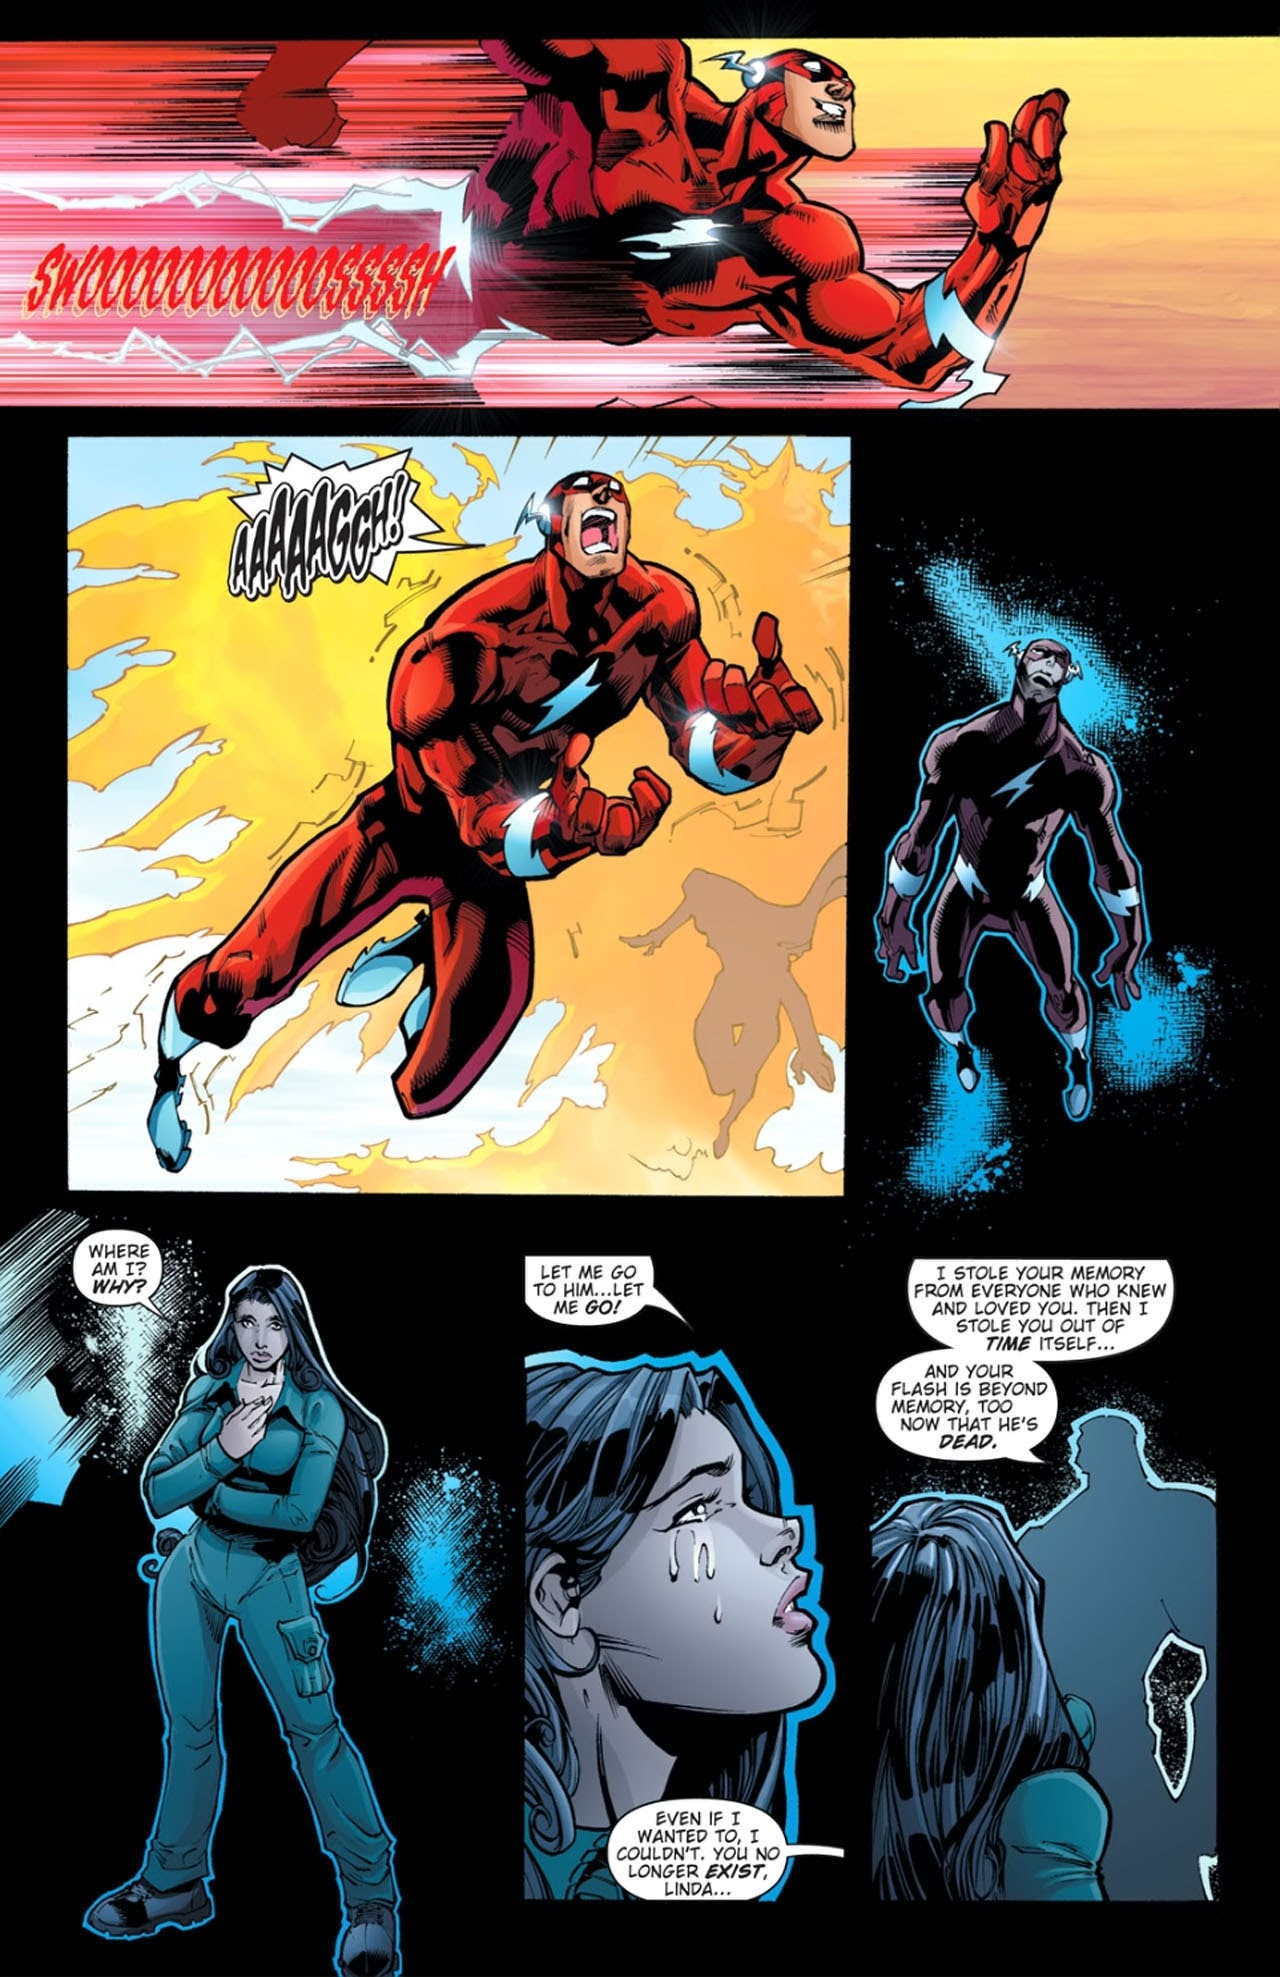 SWOOOOOOOOOOOSSSSH
AAAAAGGH!
WHERE
AM I?
WHY?
LET ME GO
TO HIM...LET
ME GO!
EVEN IF I
WANTED TO, I
COULDN'T. YOU NO
LONGER EXIST,
LINDA...
I STOLE YOUR MEMORY
FROM EVERYONE WHO KNEW
AND LOVED YOU. THEN I
STOLE YOU OUT OF
TIME ITSELF...
AND YOUR
FLASH IS BEYOND
MEMORY, TOO
NOW THAT HE'S
DEAD.